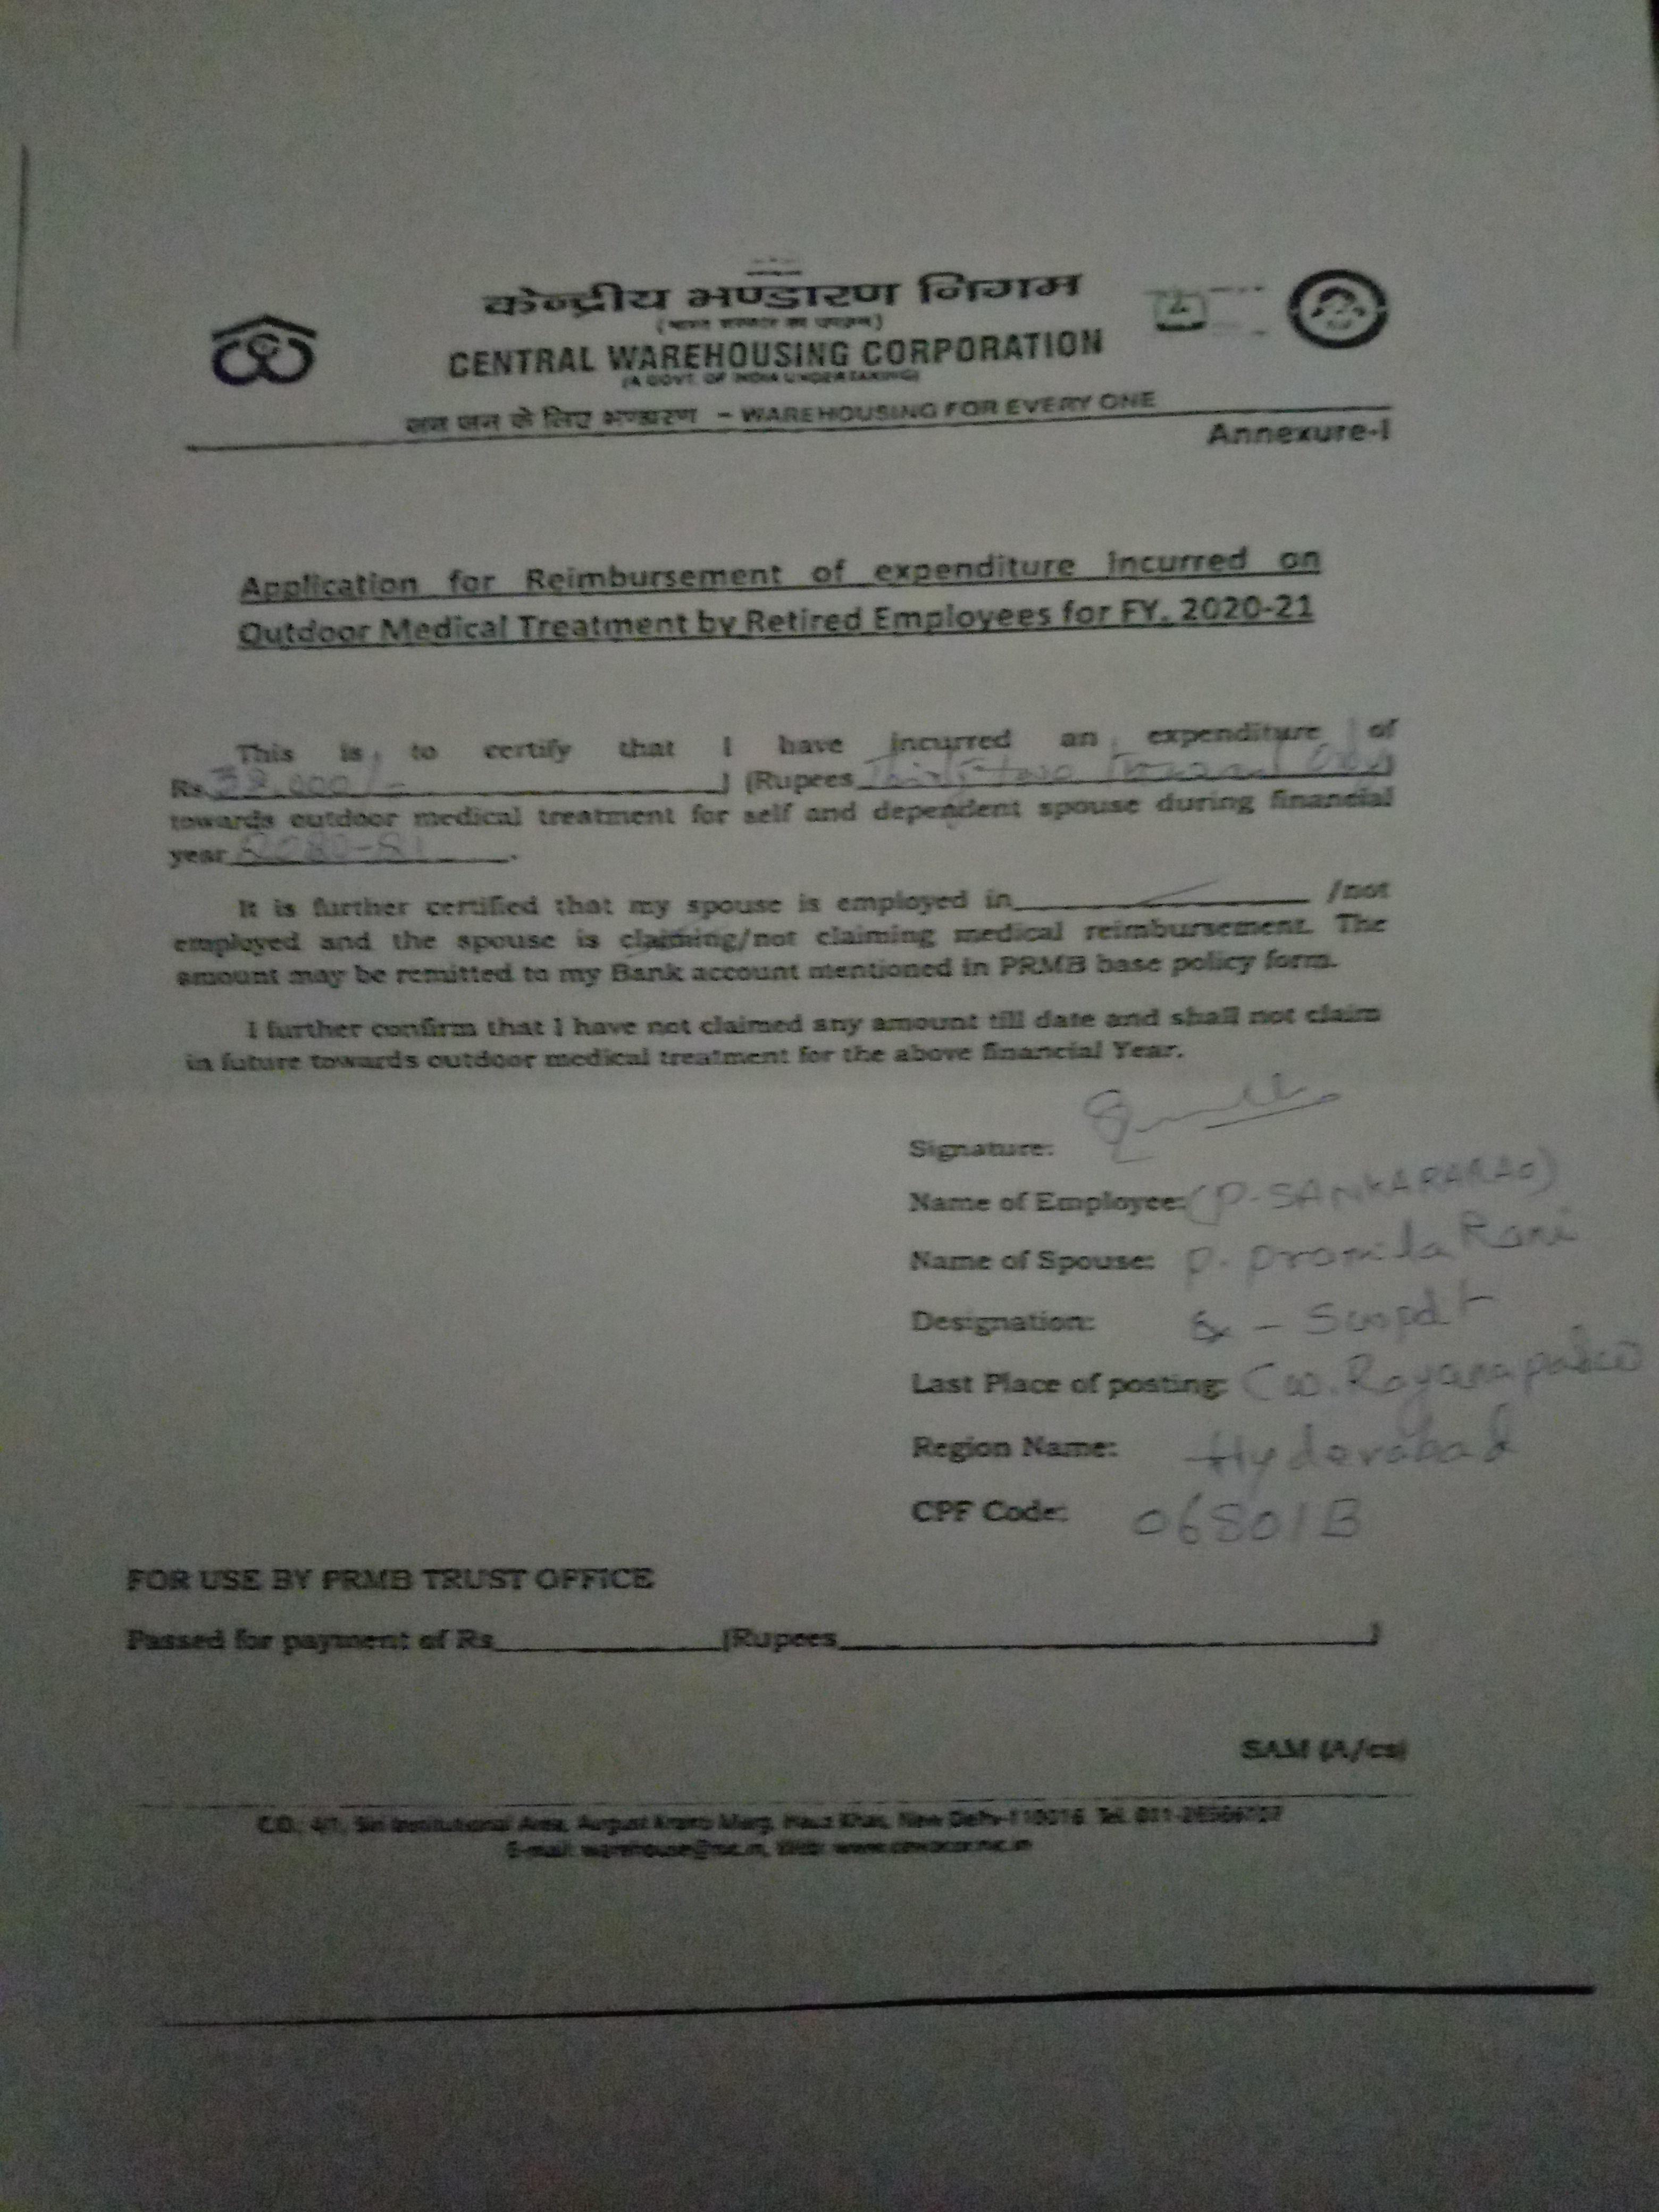 केन्द्रीय भण्डारण निगम
(भारत सरकार का उपक्रम)
CENTRAL WAREHOUSING CORPORATION
(A GOVT. OF INDIA UNDERTAKING)
जन जन के लिए भण्डारण - WAREHOUSING FOR EVERY ONE
Annexure-I
Application for Reimbursement of expenditure incurred on
Outdoor Medical Treatment by Retired Employees for FY. 2020-21
This is to certify that I have incurred an expenditure of
Rs. 32,000/- ) (Rupees Thirty two Thousand Only
towards outdoor medical treatment for self and dependent spouse during financial
year 2020-21.
It is further certified that my spouse is employed in /not
employed and the spouse is claiming/not claiming medical reimbursement. The
amount may be remitted to my Bank account mentioned in PRMB base policy form.
I further confirm that I have not claimed any amount till date and shall not claim
in future towards outdoor medical treatment for the above financial Year.
Signature:
Name of Employee: (P. SANKARARAO)
Name of Spouse: P. Pramila Rani
Designation: Ex - Supdt
Last Place of posting: CW.
Region Name: Hyderabad
CPF Code: 06801B
FOR USE BY PRMB TRUST OFFICE
Passed for payment of Rs (Rupees )
SAM (A/cs)
C.O.: 4/1, Siri Institutional Area, August Kranti Marg, Hauz Khas, New Delhi-110016 Tel. 011-26566107
E-mail: warehouse@nic.in, Web: www.cewacor.nic.in